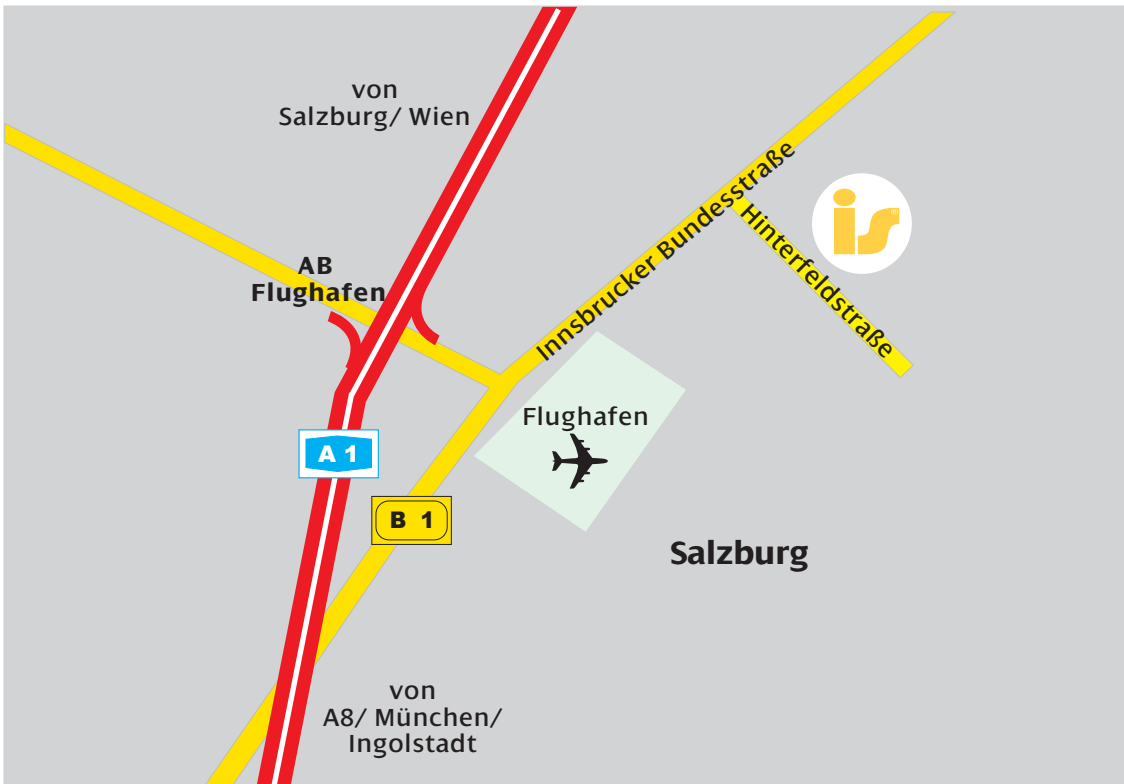 von
Salzburg/ Wien
Innsbrucker Bundesstraße
Hinterfeldstraße
is
AB
Flughafen
Flughafen
A 1
B 1
Salzburg
von
A8/ München/
Ingolstadt